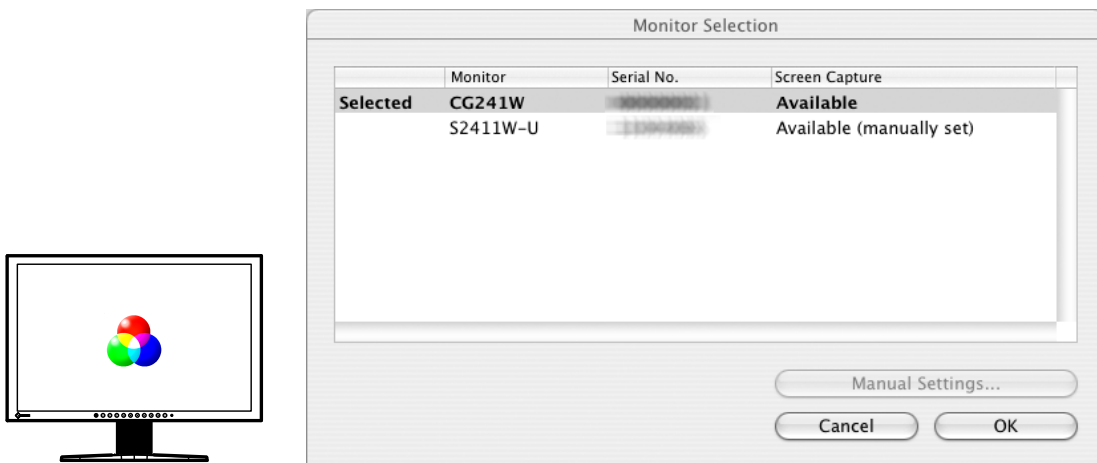 Monitor Selection
Monitor Serial No. Screen Capture
Selected CG241W Available
S2411W-U Available (manually set)
Manual Settings...
Cancel OK